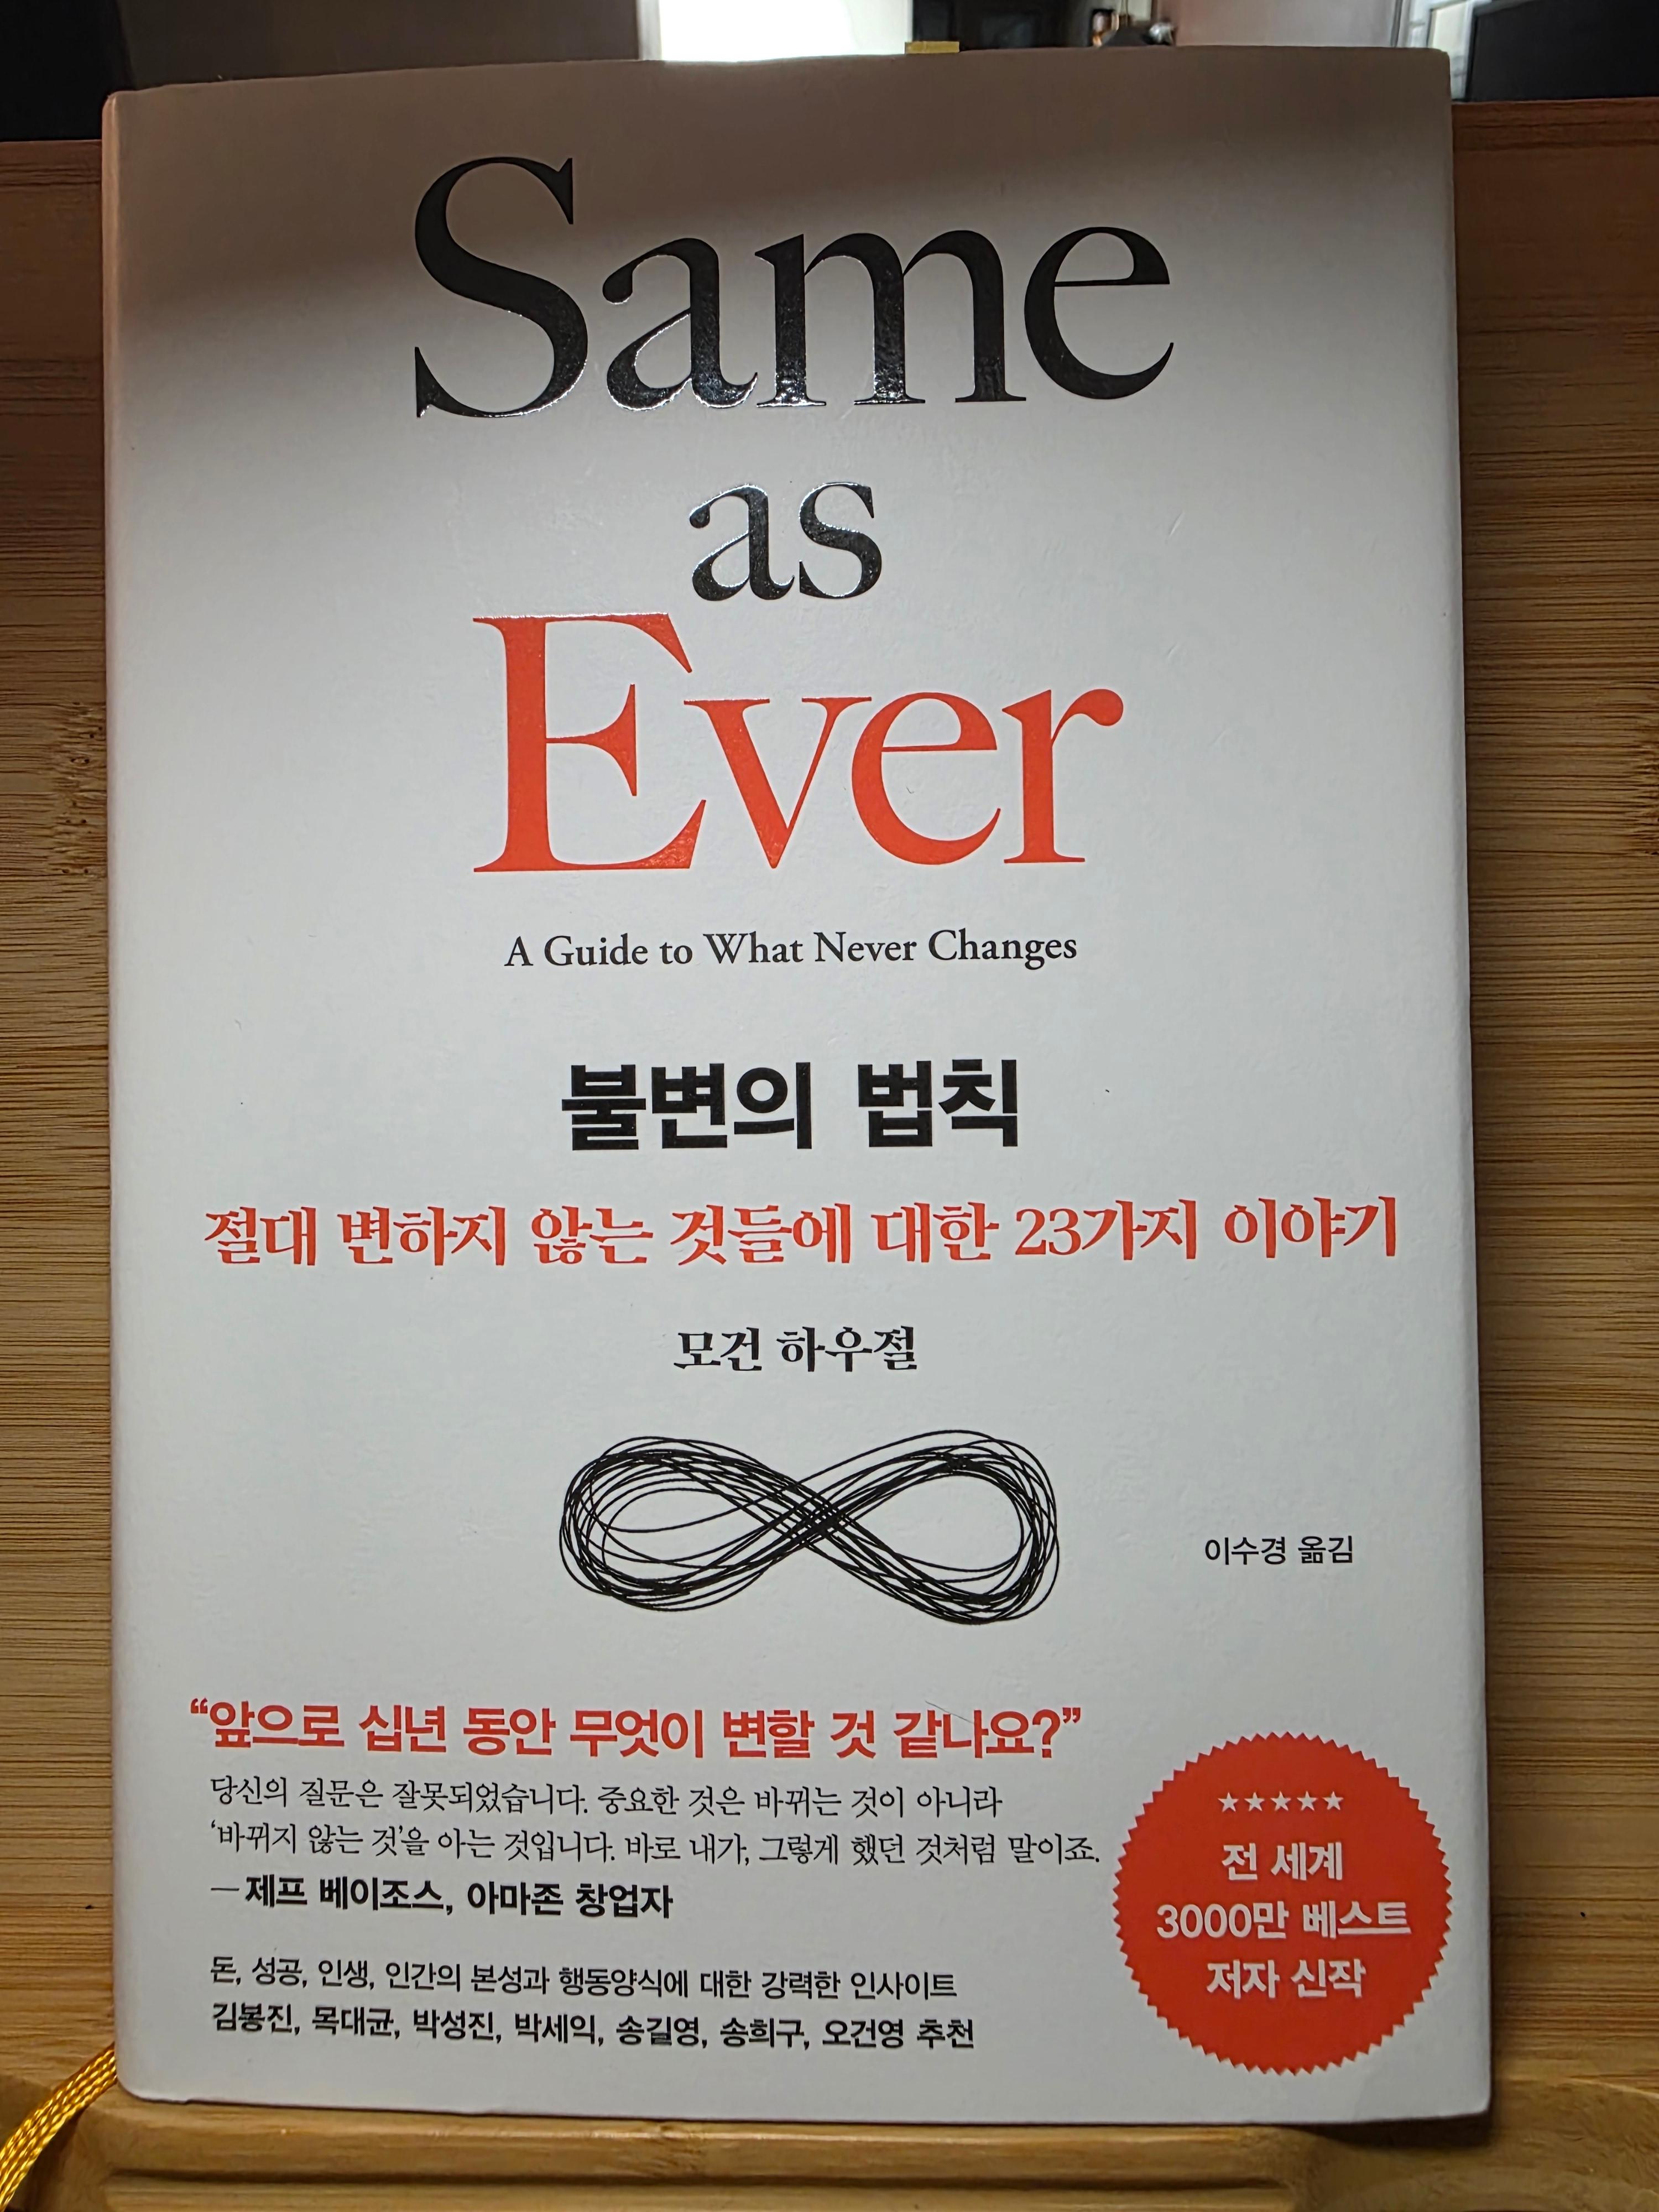 Same
as
Ever
A Guide to What Never Changes
불변의 법칙
절대 변하지 않는 것들에 대한 23가지 이야기
모건 하우절
이수경 옮김
“앞으로 십년 동안 무엇이 변할 것 같나요?”
당신의 질문은 잘못되었습니다. 중요한 것은 바뀌는 것이 아니라
‘바뀌지 않는 것’을 아는 것입니다. 바로 내가, 그렇게 했던 것처럼 말이죠.
—제프 베이조스, 아마존 창업자
돈, 성공, 인생, 인간의 본성과 행동양식에 대한 강력한 인사이트
김봉진, 목대균, 박성진, 박세익, 송길영, 송희구, 오건영 추천
★★★★★
전 세계
3000만 베스트
저자 신작